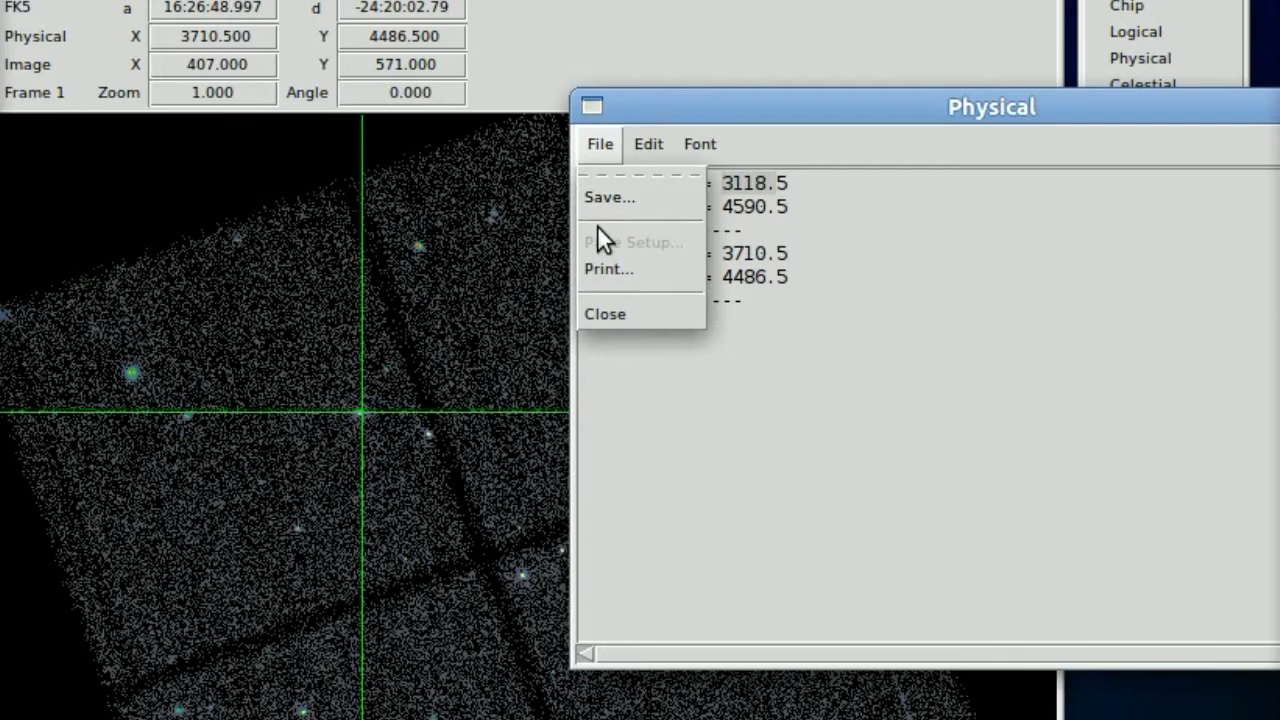 FK5 a 16:26:48.997 d -24:20:02.79
Physical X 3710.500 Y 4486.500
Image X 407.000 Y 571.000
Frame 1 Zoom 1.000 Angle 0.000
Chip
Logical
Physical
Celestial
Physical
File Edit Font
Save...
Setup...
Print...
Close
= 3118.5
= 4590.5
---
= 3710.5
= 4486.5
---